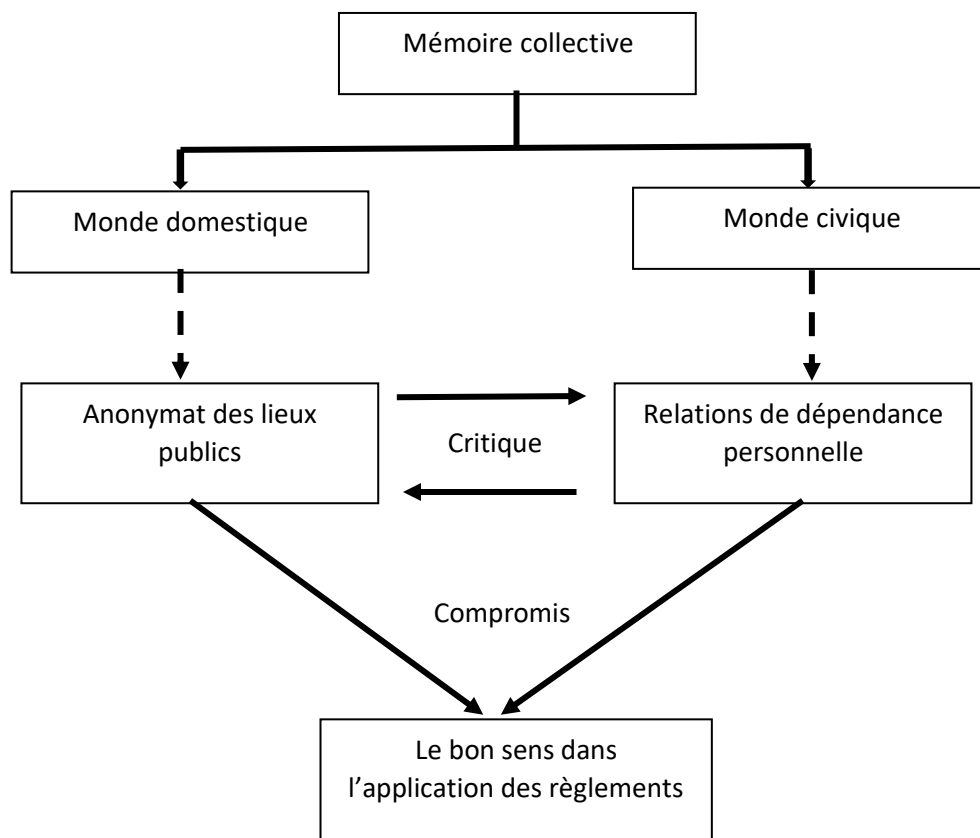 Mémoire collective
Monde domestique
Monde civique
Anonymat des lieux
publics
Critique
Relations de dépendance
personnelle
Compromis
Le bon sens dans
l’application des règlements